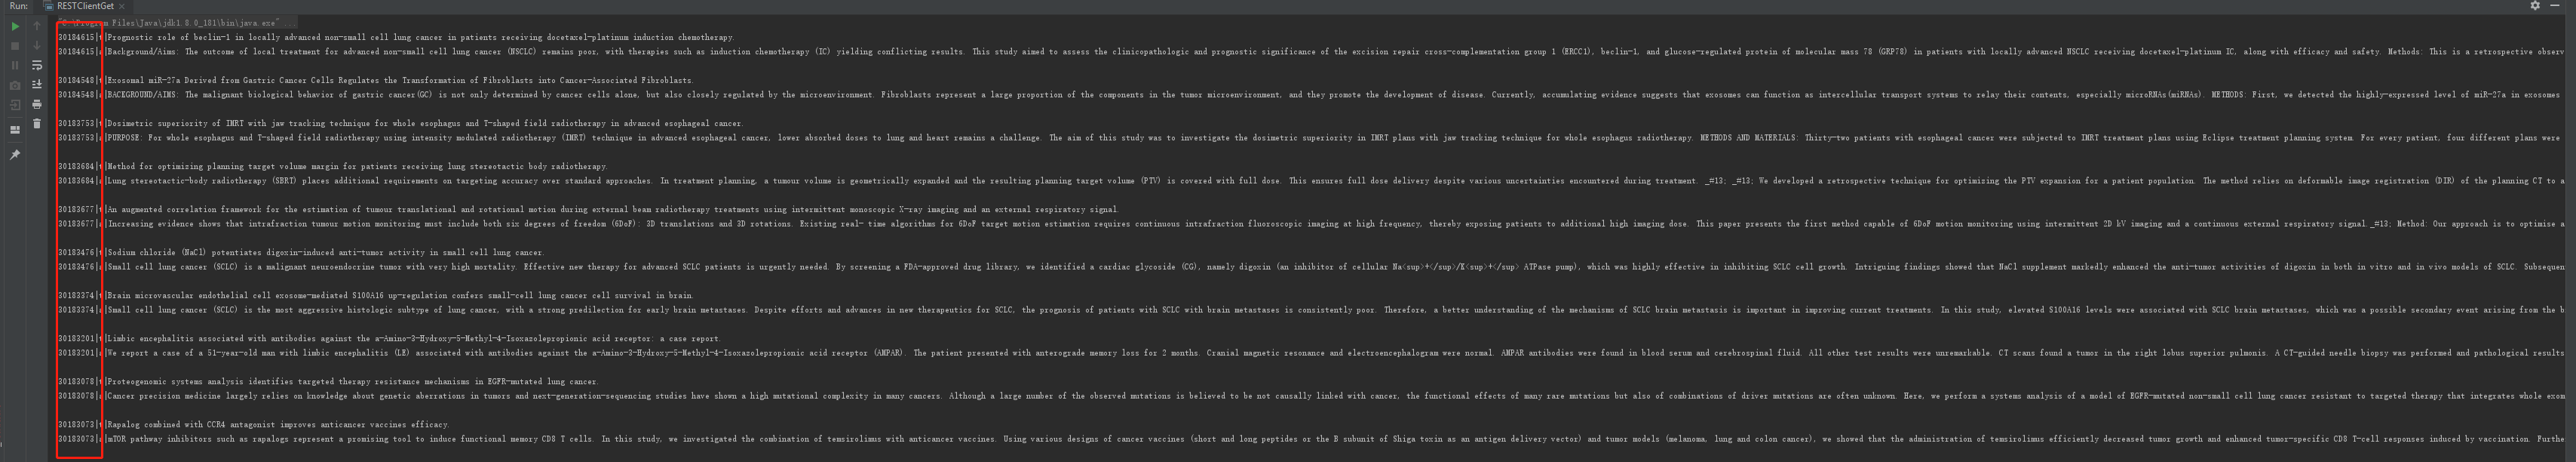 Run: RESTClientGet ×
"C:\Program Files\Java\jdk1.8.0_181\bin\java.exe" ...
30184615|t|Prognostic role of beclin-1 in locally advanced non-small cell lung cancer in patients receiving docetaxel-platinum induction chemotherapy.
30184615|a|Background/Aims: The outcome of local treatment for advanced non-small cell lung cancer (NSCLC) remains poor, with therapies such as induction chemotherapy (IC) yielding conflicting results. This study aimed to assess the clinicopathologic and prognostic significance of the excision repair cross-complementation group 1 (ERCC1), beclin-1, and glucose-regulated protein of molecular mass 78 (GRP78) in patients with locally advanced NSCLC receiving docetaxel-platinum IC, along with efficacy and safety. Methods: This is a retrospective observ
30184548|t|Exosomal miR-27a Derived from Gastric Cancer Cells Regulates the Transformation of Fibroblasts into Cancer-Associated Fibroblasts.
30184548|a|BACKGROUND/AIMS: The malignant biological behavior of gastric cancer(GC) is not only determined by cancer cells alone, but also closely regulated by the microenvironment. Fibroblasts represent a large proportion of the components in the tumor microenvironment, and they promote the development of disease. Currently, accumulating evidence suggests that exosomes can function as intercellular transport systems to relay their contents, especially microRNAs(miRNAs). METHODS: First, we detected the highly-expressed level of miR-27a in exosomes
30183753|t|Dosimetric superiority of IMRT with jaw tracking technique for whole esophagus and T-shaped field radiotherapy in advanced esophageal cancer.
30183753|a|PURPOSE: For whole esophagus and T-shaped field radiotherapy using intensity modulated radiotherapy (IMRT) technique in advanced esophageal cancer, lower absorbed doses to lung and heart remains a challenge. The aim of this study was to investigate the dosimetric superiority in IMRT plans with jaw tracking technique for whole esophagus radiotherapy. METHODS AND MATERIALS: Thirty-two patients with esophageal cancer were subjected to IMRT treatment plans using Eclipse treatment planning system. For every patient, four different plans were
30183684|t|Method for optimizing planning target volume margin for patients receiving lung stereotactic body radiotherapy.
30183684|a|Lung stereotactic-body radiotherapy (SBRT) places additional requirements on targeting accuracy over standard approaches. In treatment planning, a tumour volume is geometrically expanded and the resulting planning target volume (PTV) is covered with full dose. This ensures full dose delivery despite various uncertainties encountered during treatment. _#13; _#13; We developed a retrospective technique for optimizing the PTV expansion for a patient population. The method relies on deformable image registration (DIR) of the planning CT to a
30183677|t|An augmented correlation framework for the estimation of tumour translational and rotational motion during external beam radiotherapy treatments using intermittent monoscopic X-ray imaging and an external respiratory signal.
30183677|a|Increasing evidence shows that intrafraction tumour motion monitoring must include both six degrees of freedom (6DoF): 3D translations and 3D rotations. Existing real- time algorithms for 6DoF target motion estimation requires continuous intrafraction fluoroscopic imaging at high frequency, thereby exposing patients to additional high imaging dose. This paper presents the first method capable of 6DoF motion monitoring using intermittent 2D kV imaging and a continuous external respiratory signal._#13; Method: Our approach is to optimise a
30183476|t|Sodium chloride (NaCl) potentiates digoxin-induced anti-tumor activity in small cell lung cancer.
30183476|a|Small cell lung cancer (SCLC) is a malignant neuroendocrine tumor with very high mortality. Effective new therapy for advanced SCLC patients is urgently needed. By screening a FDA-approved drug library, we identified a cardiac glycoside (CG), namely digoxin (an inhibitor of cellular Na<sup>+</sup>/K<sup>+</sup> ATPase pump), which was highly effective in inhibiting SCLC cell growth. Intriguing findings showed that NaCl supplement markedly enhanced the anti-tumor activities of digoxin in both in vitro and in vivo models of SCLC. Subsequen
30183374|t|Brain microvascular endothelial cell exosome-mediated S100A16 up-regulation confers small-cell lung cancer cell survival in brain.
30183374|a|Small cell lung cancer (SCLC) is the most aggressive histologic subtype of lung cancer, with a strong predilection for early brain metastases. Despite efforts and advances in new therapeutics for SCLC, the prognosis of patients with SCLC with brain metastases is consistently poor. Therefore, a better understanding of the mechanisms of SCLC brain metastasis is important in improving current treatments. In this study, elevated S100A16 levels were associated with SCLC brain metastases, which was a possible secondary event arising from the b
30183201|t|Limbic encephalitis associated with antibodies against the a-Amino-3-Hydroxy-5-Methyl-4-Isoxazolepropionic acid receptor: a case report.
30183201|a|We report a case of a 51-year-old man with limbic encephalitis (LE) associated with antibodies against the a-Amino-3-Hydroxy-5-Methyl-4-Isoxazolepropionic acid receptor (AMPAR). The patient presented with anterograde memory loss for 2 months. Cranial magnetic resonance and electroencephalogram were normal. AMPAR antibodies were found in blood serum and cerebrospinal fluid. All other test results were unremarkable. CT scans found a tumor in the right lobus superior pulmonis. A CT-guided needle biopsy was performed and pathological results
30183078|t|Proteogenomic systems analysis identifies targeted therapy resistance mechanisms in EGFR-mutated lung cancer.
30183078|a|Cancer precision medicine largely relies on knowledge about genetic aberrations in tumors and next-generation-sequencing studies have shown a high mutational complexity in many cancers. Although a large number of the observed mutations is believed to be not causally linked with cancer, the functional effects of many rare mutations but also of combinations of driver mutations are often unknown. Here, we perform a systems analysis of a model of EGFR-mutated non-small cell lung cancer resistant to targeted therapy that integrates whole exom
30183073|t|Rapalog combined with CCR4 antagonist improves anticancer vaccines efficacy.
30183073|a|mTOR pathway inhibitors such as rapalogs represent a promising tool to induce functional memory CD8 T cells. In this study, we investigated the combination of temsirolimus with anticancer vaccines. Using various designs of cancer vaccines (short and long peptides or the B subunit of Shiga toxin as an antigen delivery vector) and tumor models (melanoma, lung and colon cancer), we showed that the administration of temsirolimus efficiently decreased tumor growth and enhanced tumor-specific CD8 T-cell responses induced by vaccination. Furthe